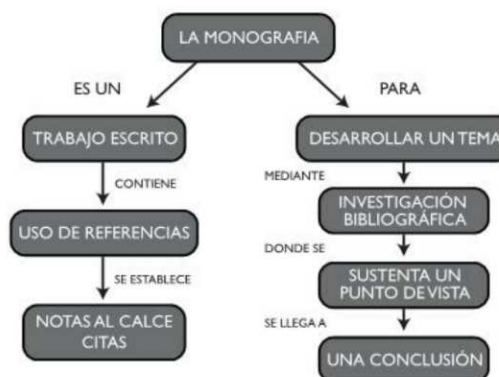 LA MONOGRAFIA
ES UN
PARA
TRABAJO ESCRITO
DESARROLLAR UN TEMA
CONTIENE
MEDIANTE
USO DE REFERENCIAS
INVESTIGACIÓN
BIBLIOGRÁFICA
SE ESTABLECE
DONDE SE
NOTAS AL CALCE
CITAS
SUSTENTA UN
PUNTO DE VISTA
SE LLEGA A
UNA CONCLUSIÓN